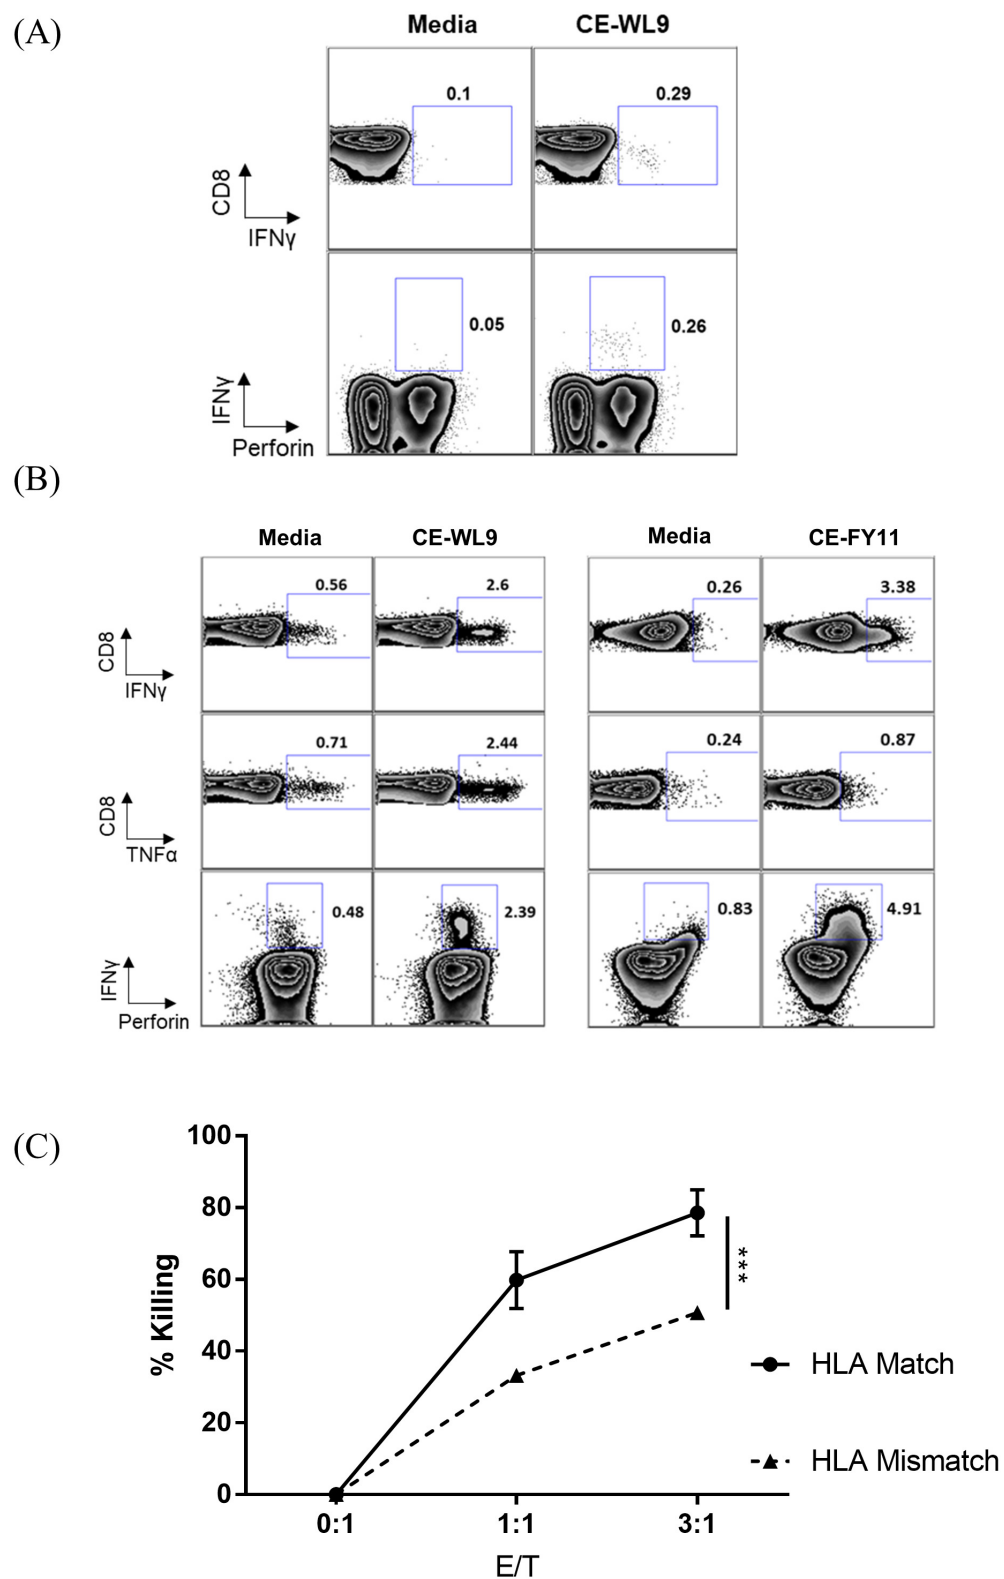 (A)
Media CE-WL9
0.1 0.29
CD8
IFNγ
0.05 0.26
IFNγ
Perforin
(B)
Media CE-WL9 Media CE-FY11
0.56 2.6 0.26 3.38
CD8
IFNγ
0.71 2.44 0.24 0.87
CD8
TNFα
0.48 2.39 0.83 4.91
IFNγ
Perforin
(C)
100
80
60
40
20
0
% Killing
0:1 1:1 3:1
E/T
***
HLA Match
HLA Mismatch